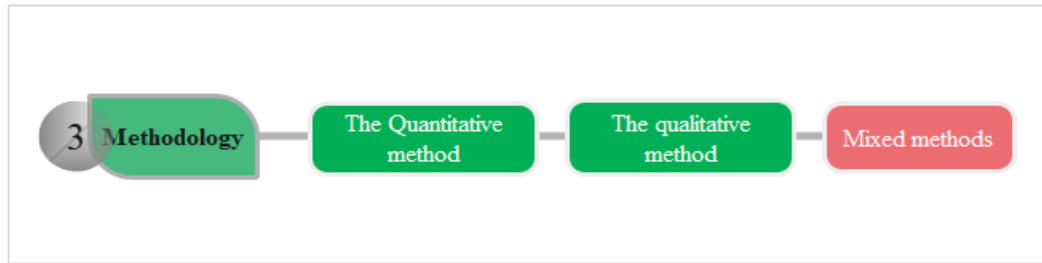 3
Methodology
The Quantitative
method
The qualitative
method
Mixed methods